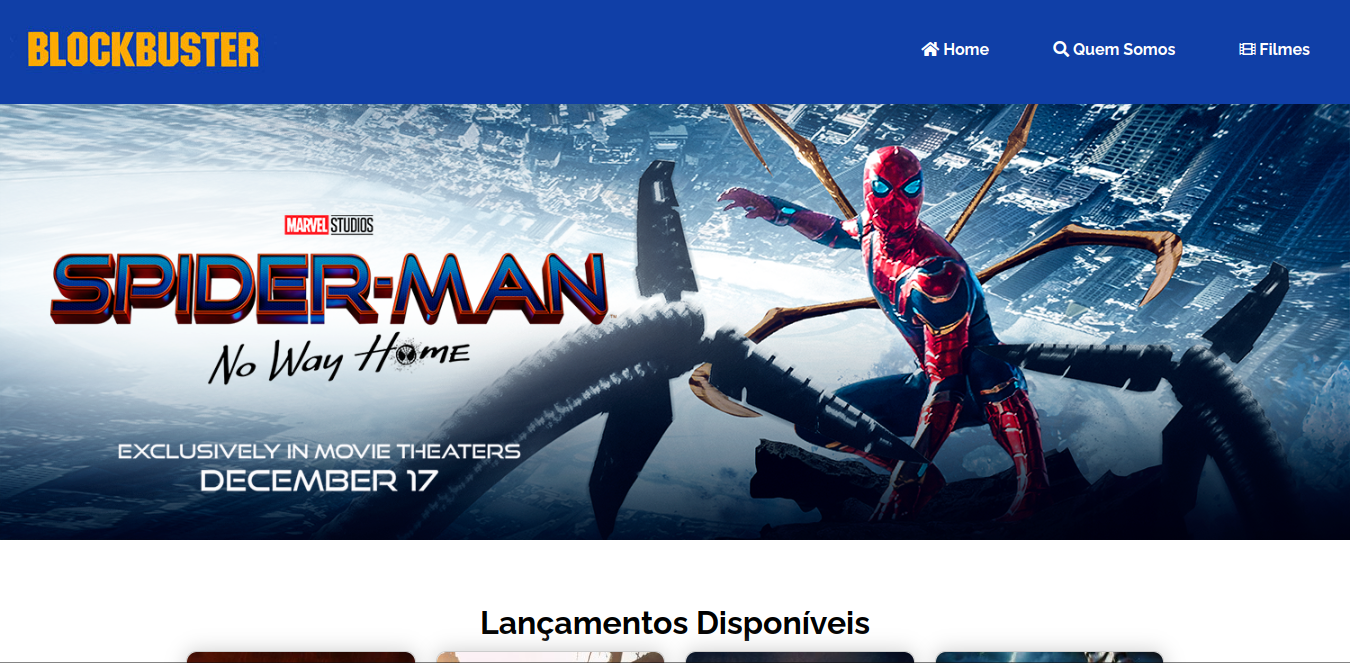 BLOCKBUSTER
Home
Quem Somos
Filmes
MARVEL STUDIOS
SPIDER-MAN
No Way Home
EXCLUSIVELY IN MOVIE THEATERS
DECEMBER 17
Lançamentos Disponíveis